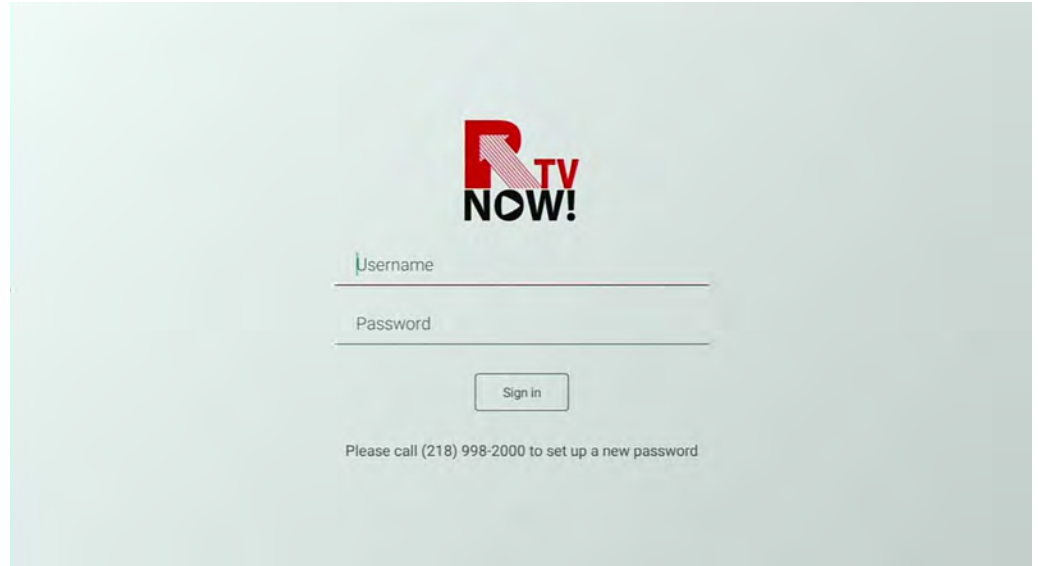 R TV
NOW!
Username
Password
Sign in
Please call (218) 998-2000 to set up a new password